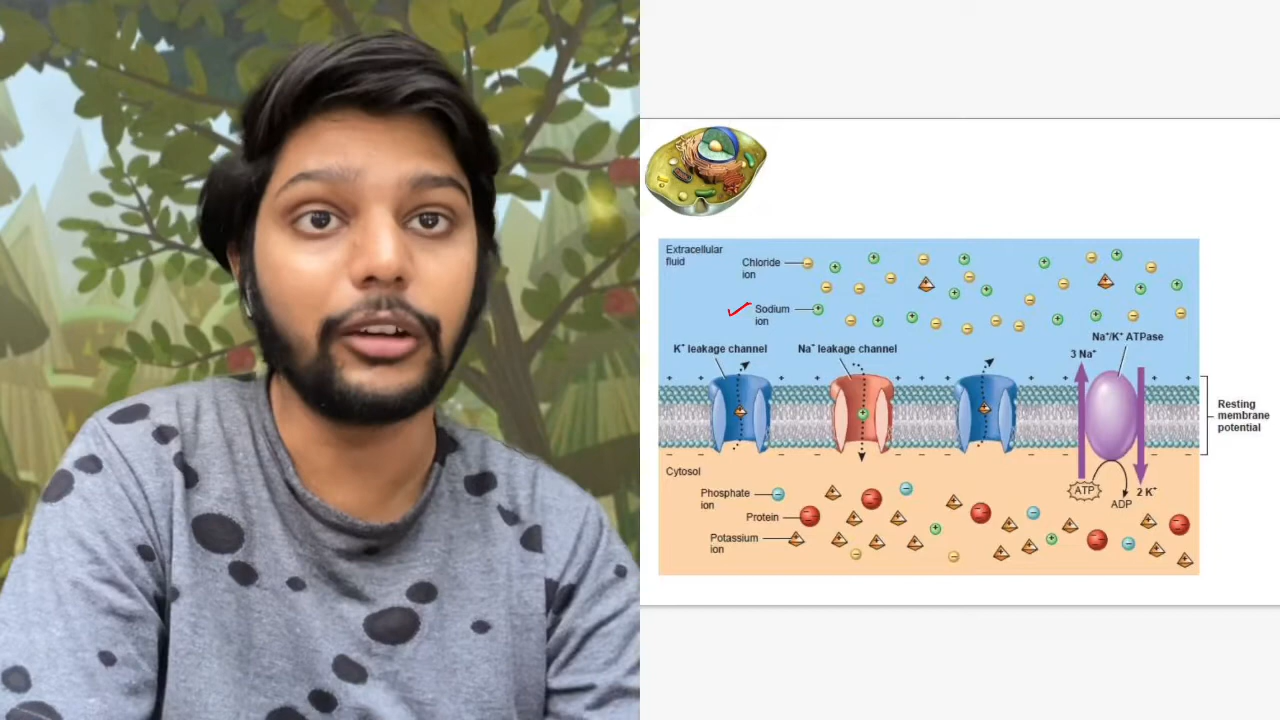 Extracellular
fluid
Chloride
ion
Sodium
ion
K⁺ leakage channel
Na⁺ leakage channel
Na⁺/K⁺ ATPase
3 Na⁺
Resting
membrane
potential
Cytosol
Phosphate
ion
Protein
Potassium
ion
ATP
ADP
2 K⁺